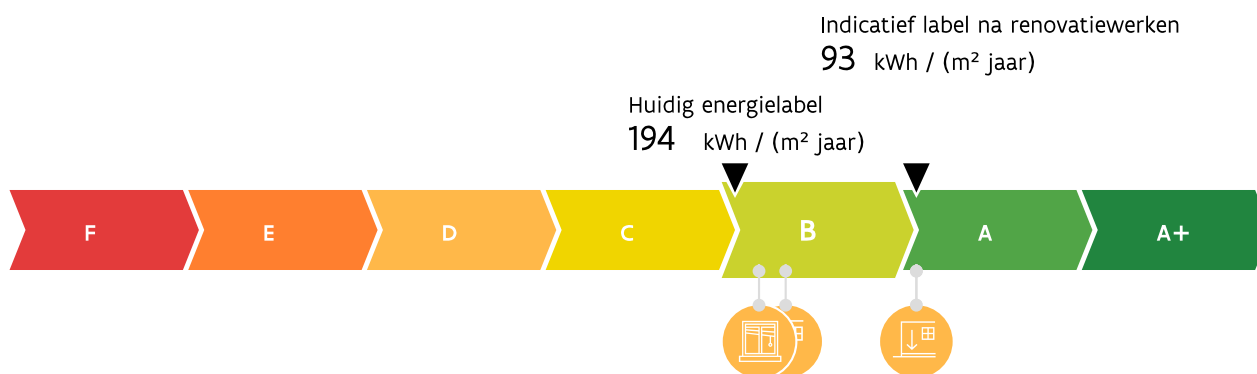 Indicatief label na renovatiewerken
93 kWh / (m² jaar)
Huidig energielabel
194 kWh / (m² jaar)
F E D C B A A+